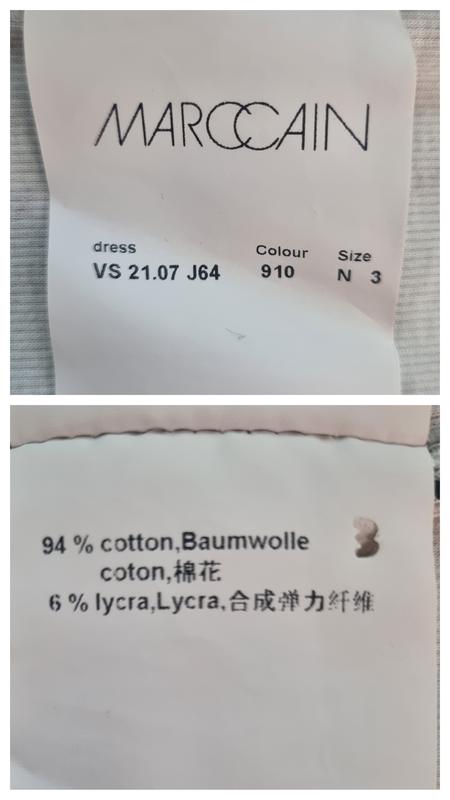 MARCCAIN
dress Colour Size
VS 21.07 J64 910 N 3
94 % cotton,Baumwolle
coton,棉花
6 % lycra,Lycra,合成弹力纤维
3